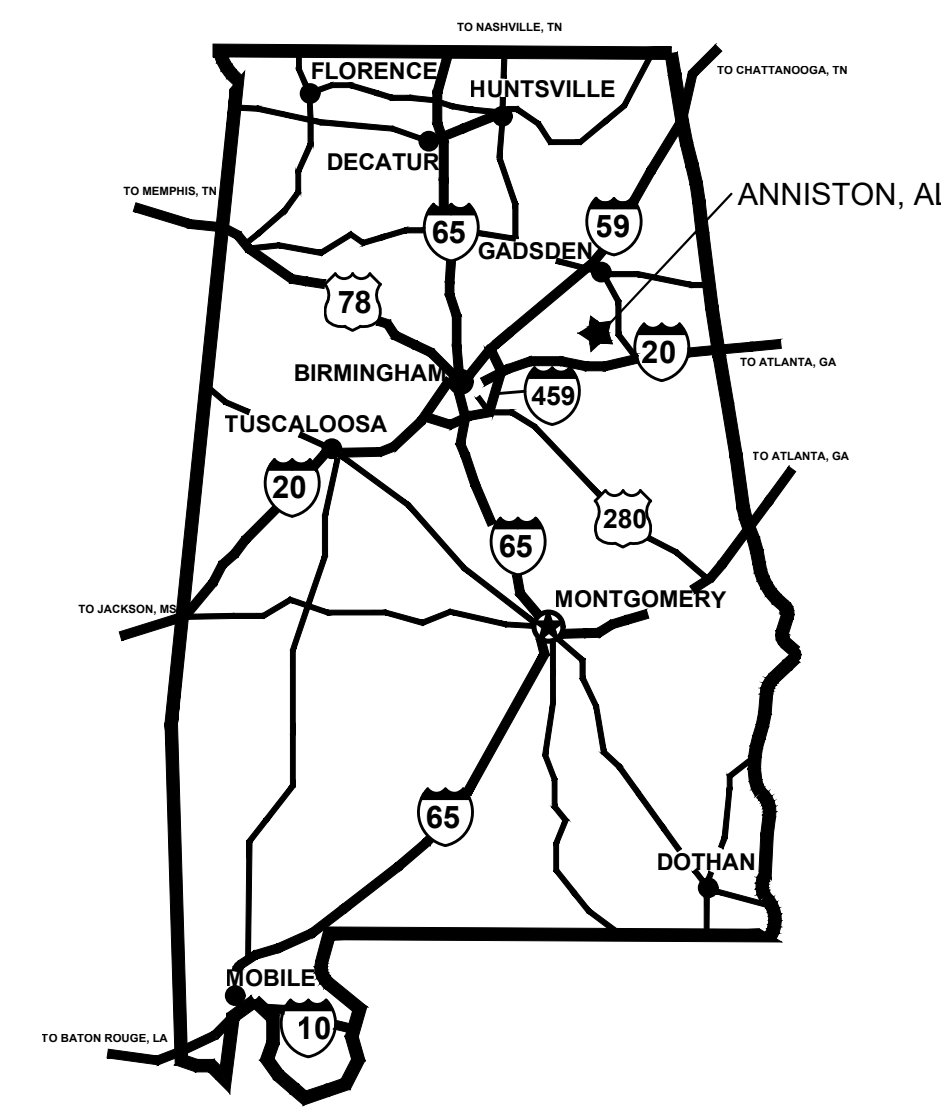 TO NASHVILLE, TN
FLORENCE
TO CHATTANOOGA, TN
HUNTSVILLE
DECATUR
TO MEMPHIS, TN
ANNISTON, AL
65
59
GADSDEN
78
20
TO ATLANTA, GA
BIRMINGHAM
459
TUSCALOOSA
TO ATLANTA, GA
20
280
65
MONTGOMERY
TO JACKSON, MS
65
DOTHAN
MOBILE
10
TO BATON ROUGE, LA